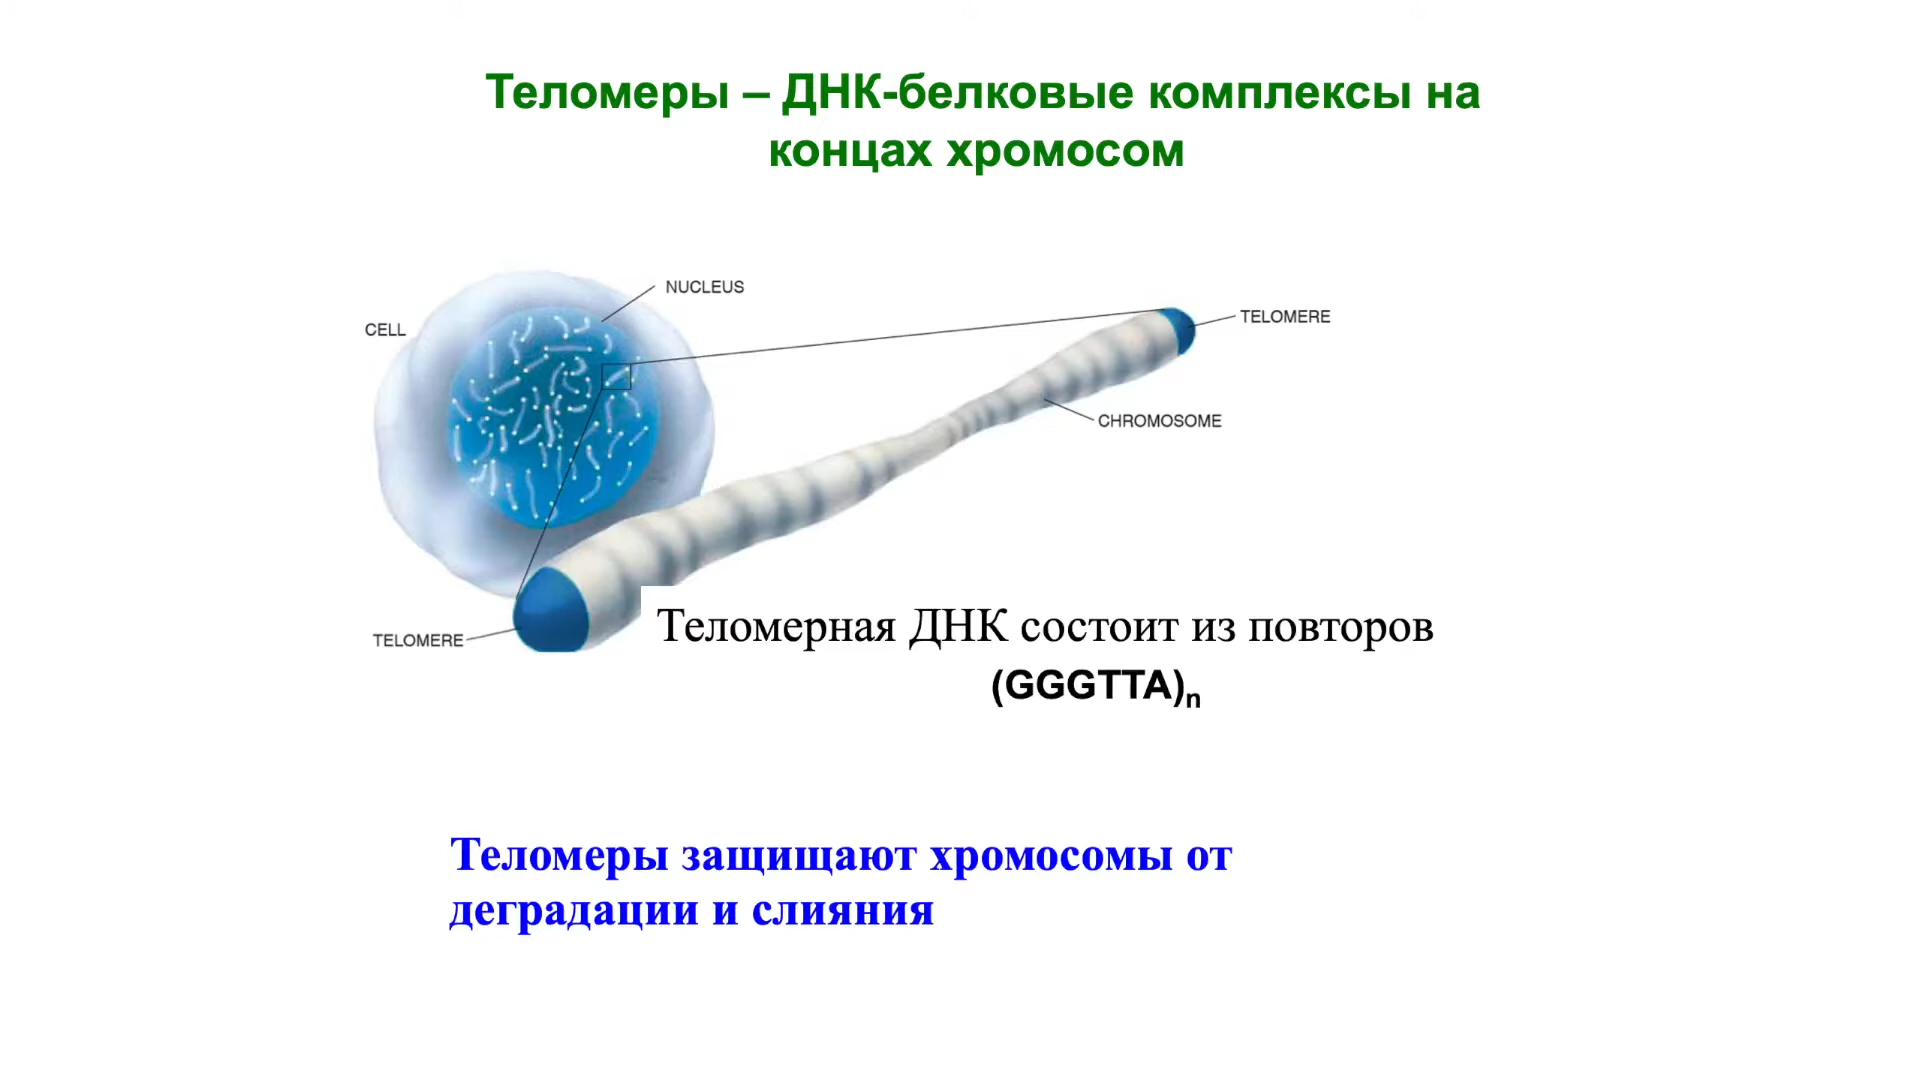 Теломеры – ДНК-белковые комплексы на
концах хромосом
NUCLEUS
CELL
TELOMERE
CHROMOSOME
TELOMERE
Теломерная ДНК состоит из повторов
(GGGTTA)n
Теломеры защищают хромосомы от
деградации и слияния